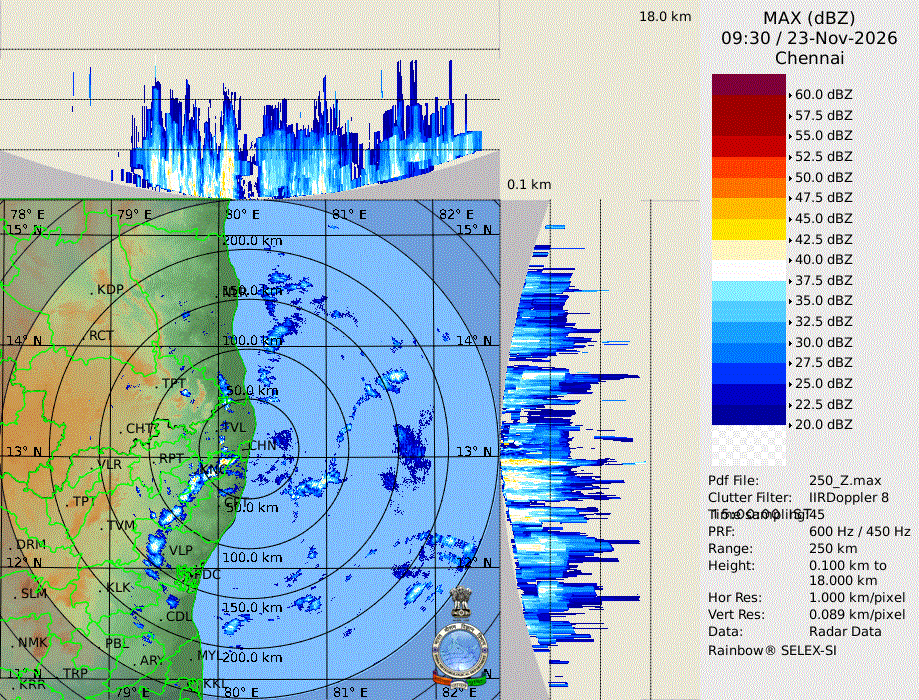 18.0 km
0.1 km
MAX (dBZ)
09:30 / 23-Nov-2026
Chennai
60.0 dBZ
57.5 dBZ
55.0 dBZ
52.5 dBZ
50.0 dBZ
47.5 dBZ
45.0 dBZ
42.5 dBZ
40.0 dBZ
37.5 dBZ
35.0 dBZ
32.5 dBZ
30.0 dBZ
27.5 dBZ
25.0 dBZ
22.5 dBZ
20.0 dBZ
Pdf File: 250_Z.max
Clutter Filter: IIRDoppler 8
Time sampling: 45
PRF: 600 Hz / 450 Hz
Range: 250 km
Height: 0.100 km to
18.000 km
Hor Res: 1.000 km/pixel
Vert Res: 0.089 km/pixel
Data: Radar Data
Rainbow® SELEX-SI
78° E 79° E 80° E 81° E 82° E
15° N 15° N
200.0 km
KDP 150.0 km
RCT
14° N 14° N
TPT
50.0 km
100.0 km
CHT TVL
CHN
13° N 13° N
VLR RPT KNC
TPT
50.0 km
TVM
DRM VLP
100.0 km
12° N 12° N
PDC
SLM KLK
150.0 km
CDL
NMK PBL
ARY MYL 200.0 km
11° N 11° N
TRP
KRR KKL
79° E 80° E 81° E 82° E